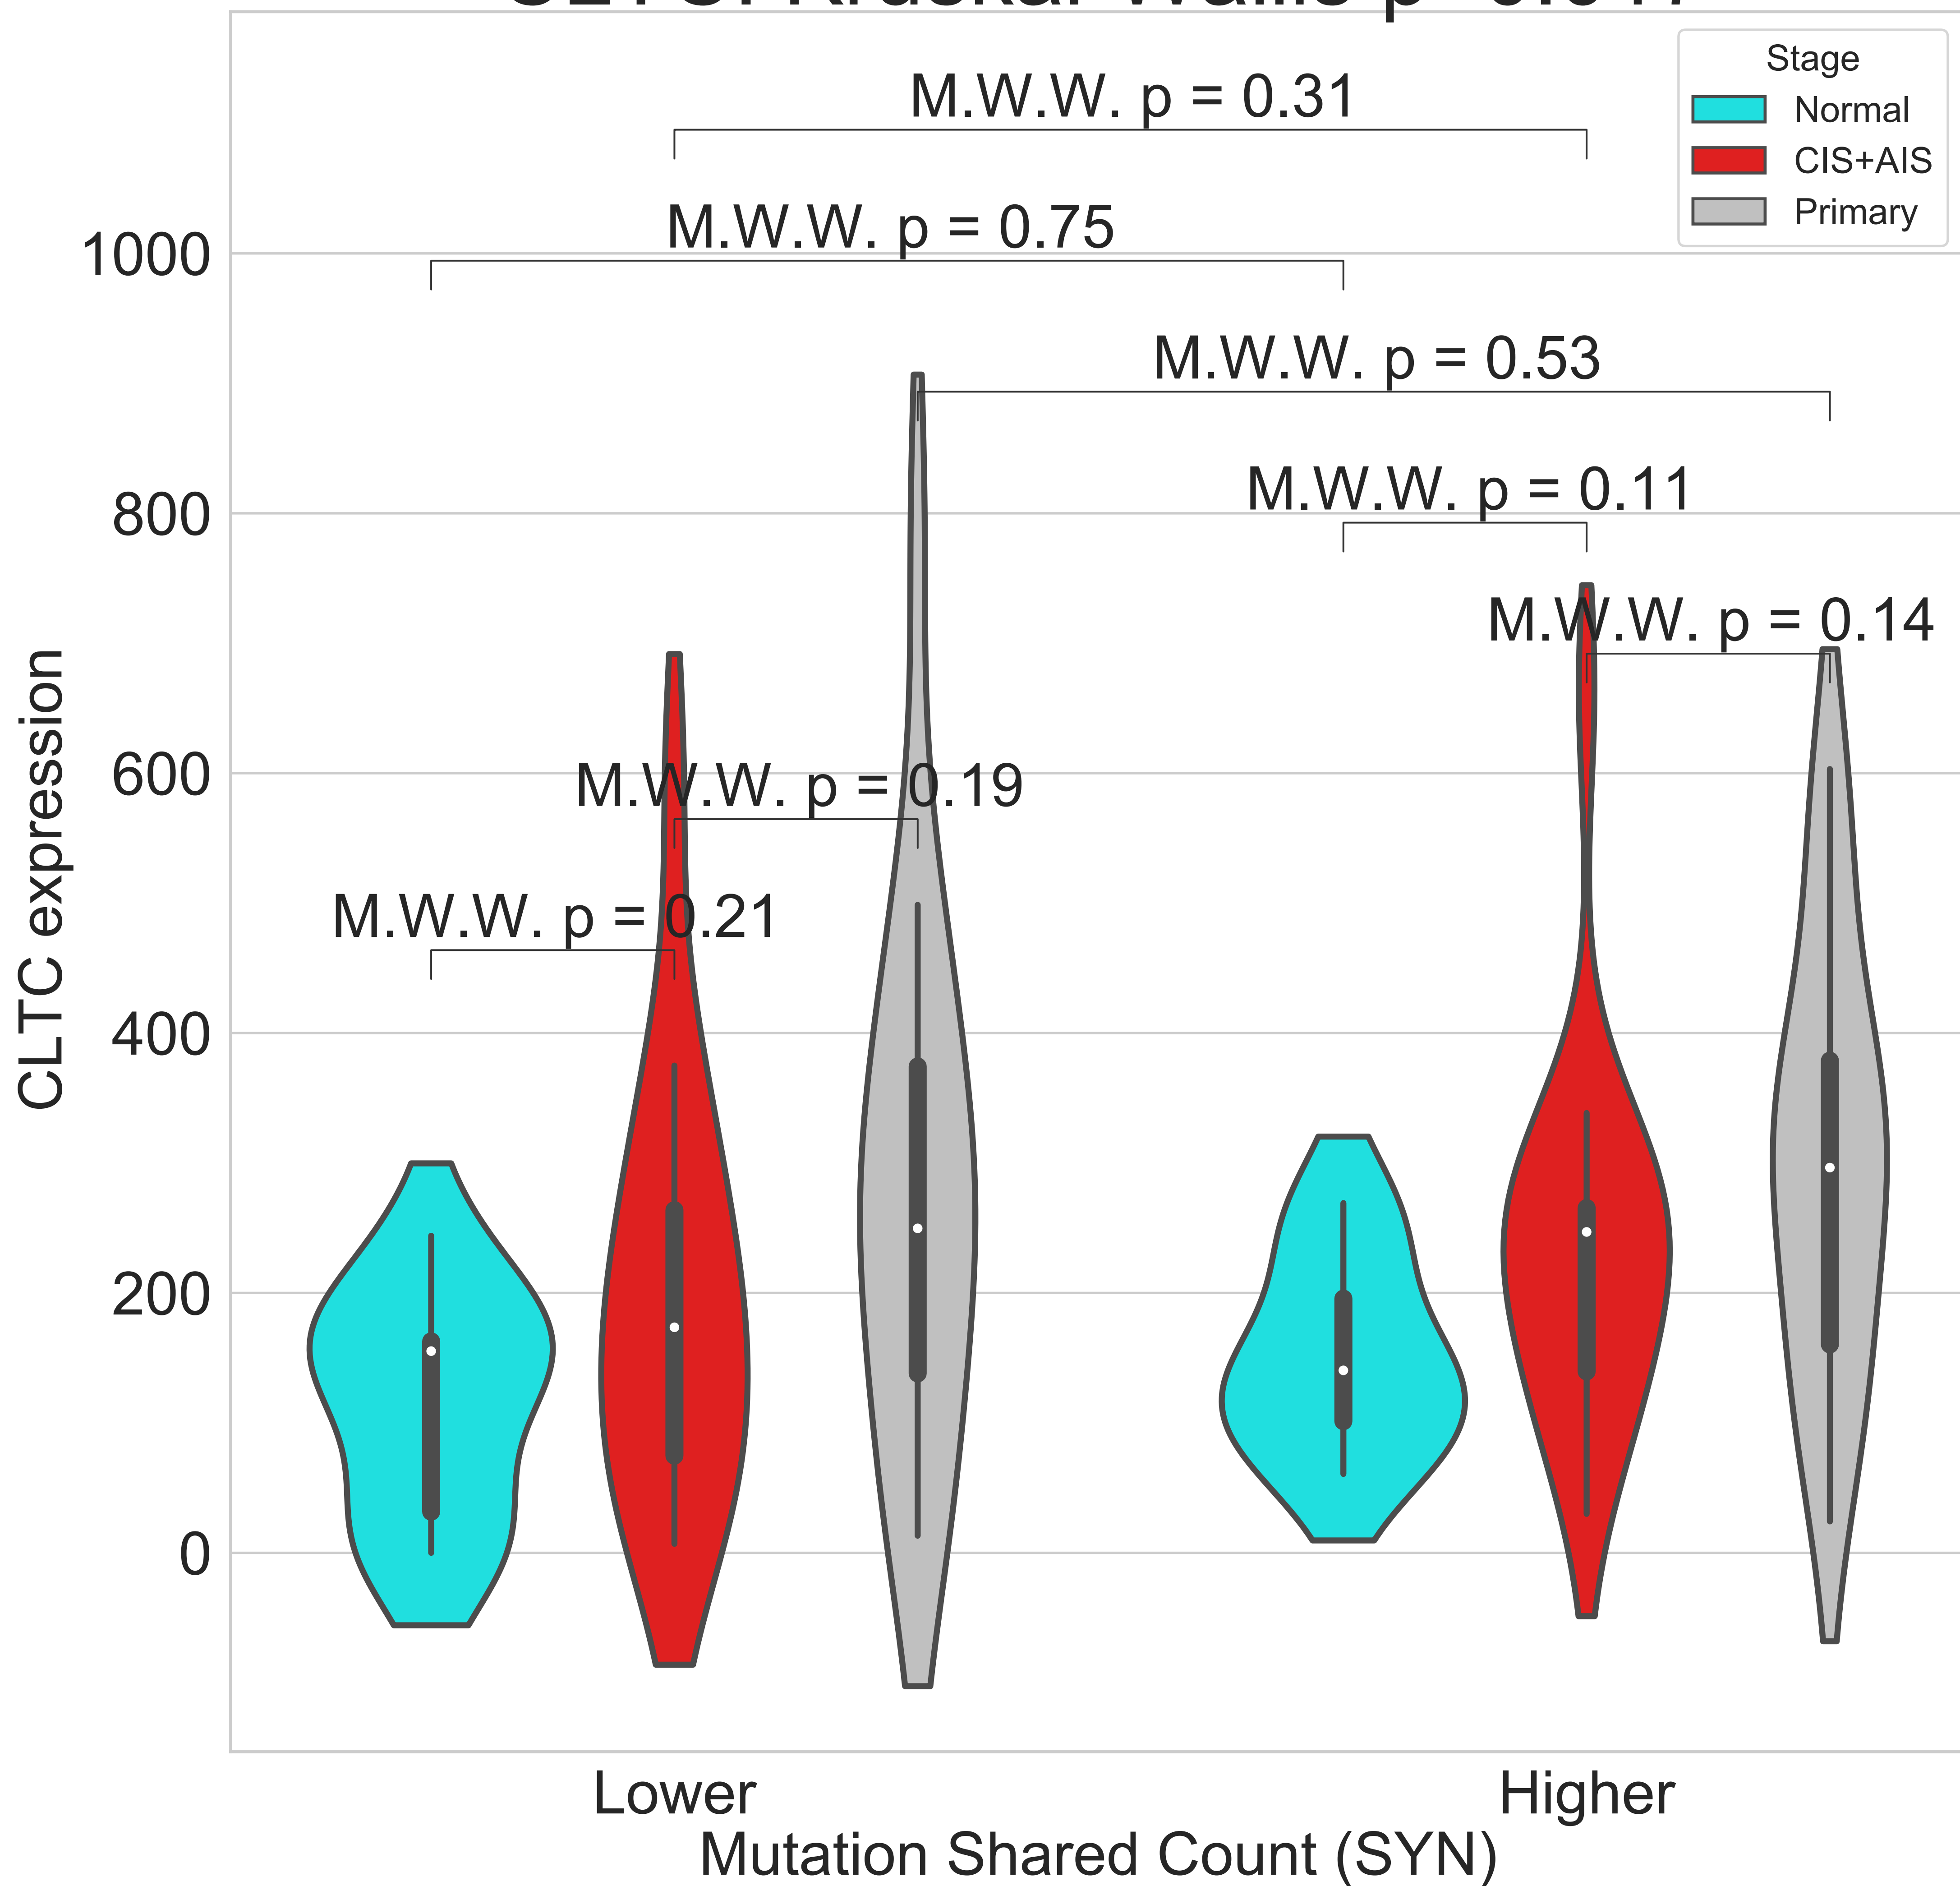 Stage
Normal
CIS+AIS
Primary
M.W.W. p = 0.31
M.W.W. p = 0.75
M.W.W. p = 0.53
M.W.W. p = 0.11
M.W.W. p = 0.14
M.W.W. p = 0.19
M.W.W. p = 0.21
1000
800
600
400
200
0
CLTC expression
Lower
Higher
Mutation Shared Count (SYN)